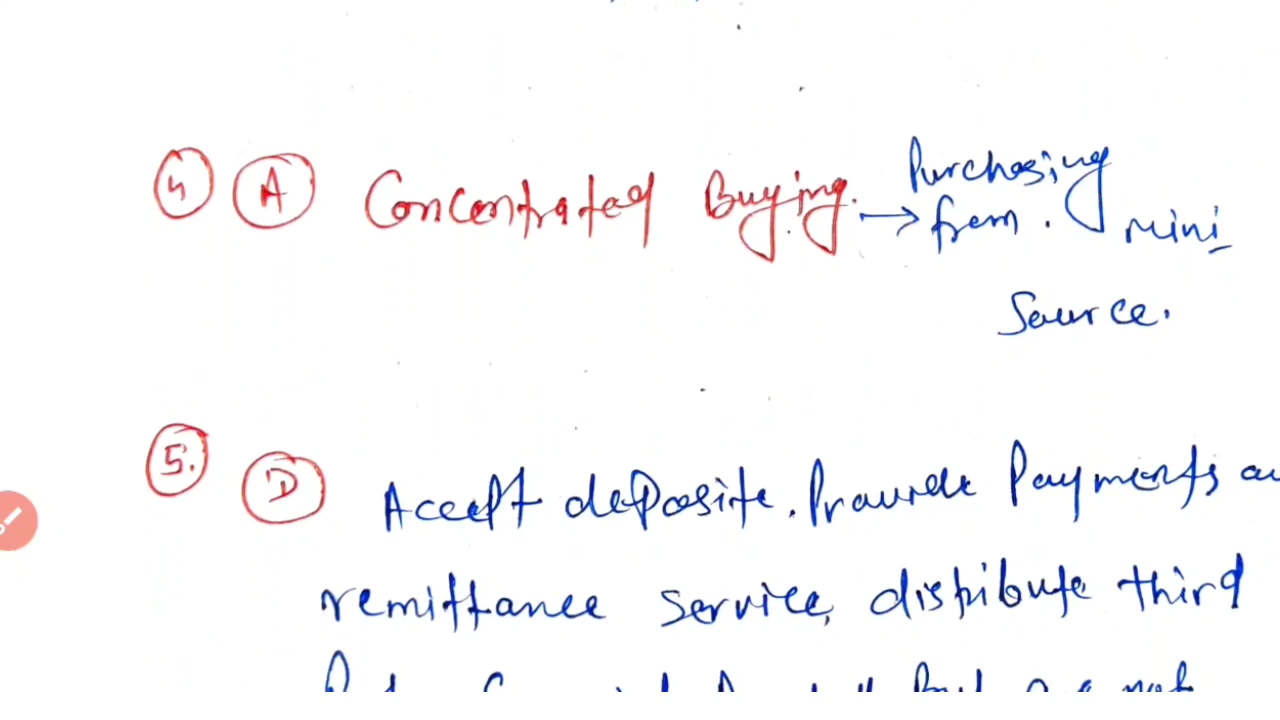 4 A Concentrated Buying. → Purchasing
from. mini
Source.
5. D Accept deposite. Provide Payments
remittance service, distribute third